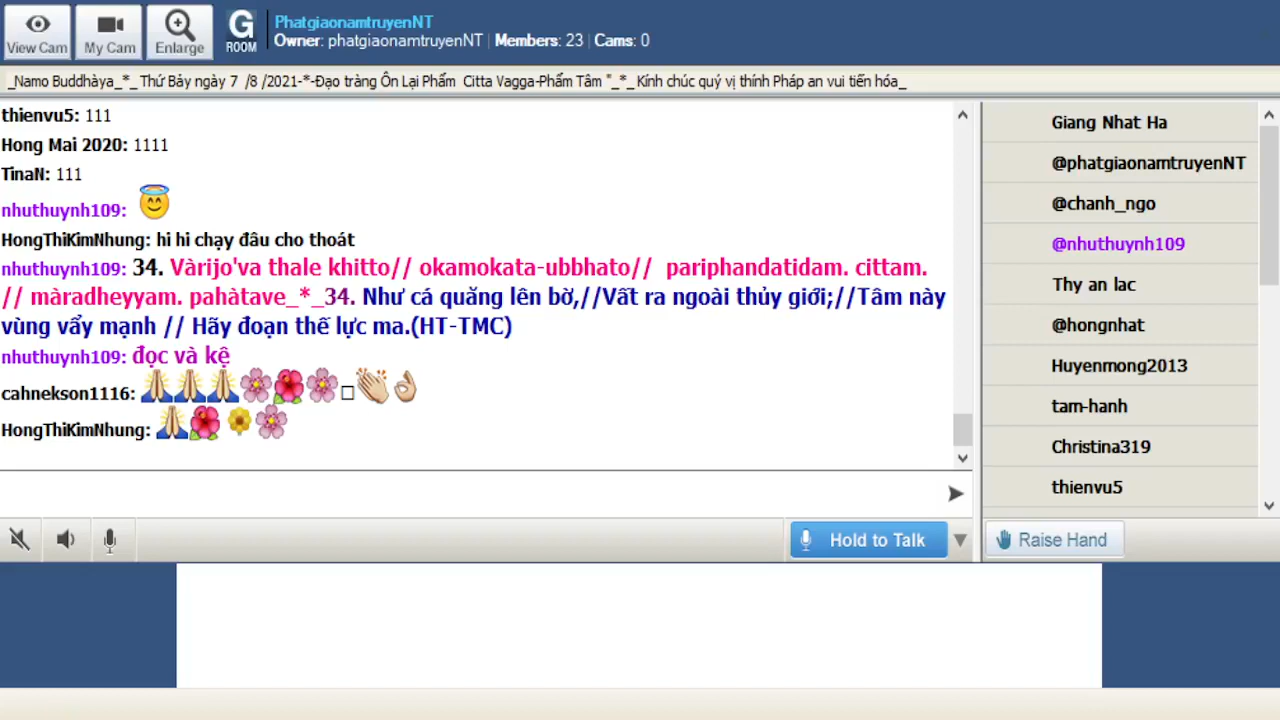 View Cam
My Cam
Enlarge
G
ROOM
PhatgiaonamtruyenNT
Owner: phatgiaonamtruyenNT | Members: 23 | Cams: 0
_Namo Buddhàya_*_ Thứ Bảy ngày 7 /8 /2021-*-Đạo tràng Ôn Lại Phẩm Citta Vagga-Phẩm Tâm "_*_ Kính chúc quý vị thính Pháp an vui tiến hóa_
thienvu5: 111
Hong Mai 2020: 1111
TinaN: 111
nhuthuynh109:
HongThiKimNhung: hi hi chạy đâu cho thoát
nhuthuynh109: 34. Vàrijo'va thale khitto// okamokata-ubbhato// pariphandatidam. cittam.
// màradheyyam. pahàtave_*_34. Như cá quăng lên bờ,//Vất ra ngoài thủy giới;//Tâm này
vùng vẩy mạnh // Hãy đoạn thế lực ma.(HT-TMC)
nhuthuynh109: đọc và kệ
cahnekson1116:
HongThiKimNhung:
Giang Nhat Ha
@phatgiaonamtruyenNT
@chanh_ngo
@nhuthuynh109
Thy an lac
@hongnhat
Huyenmong2013
tam-hanh
Christina319
thienvu5
Hold to Talk
Raise Hand